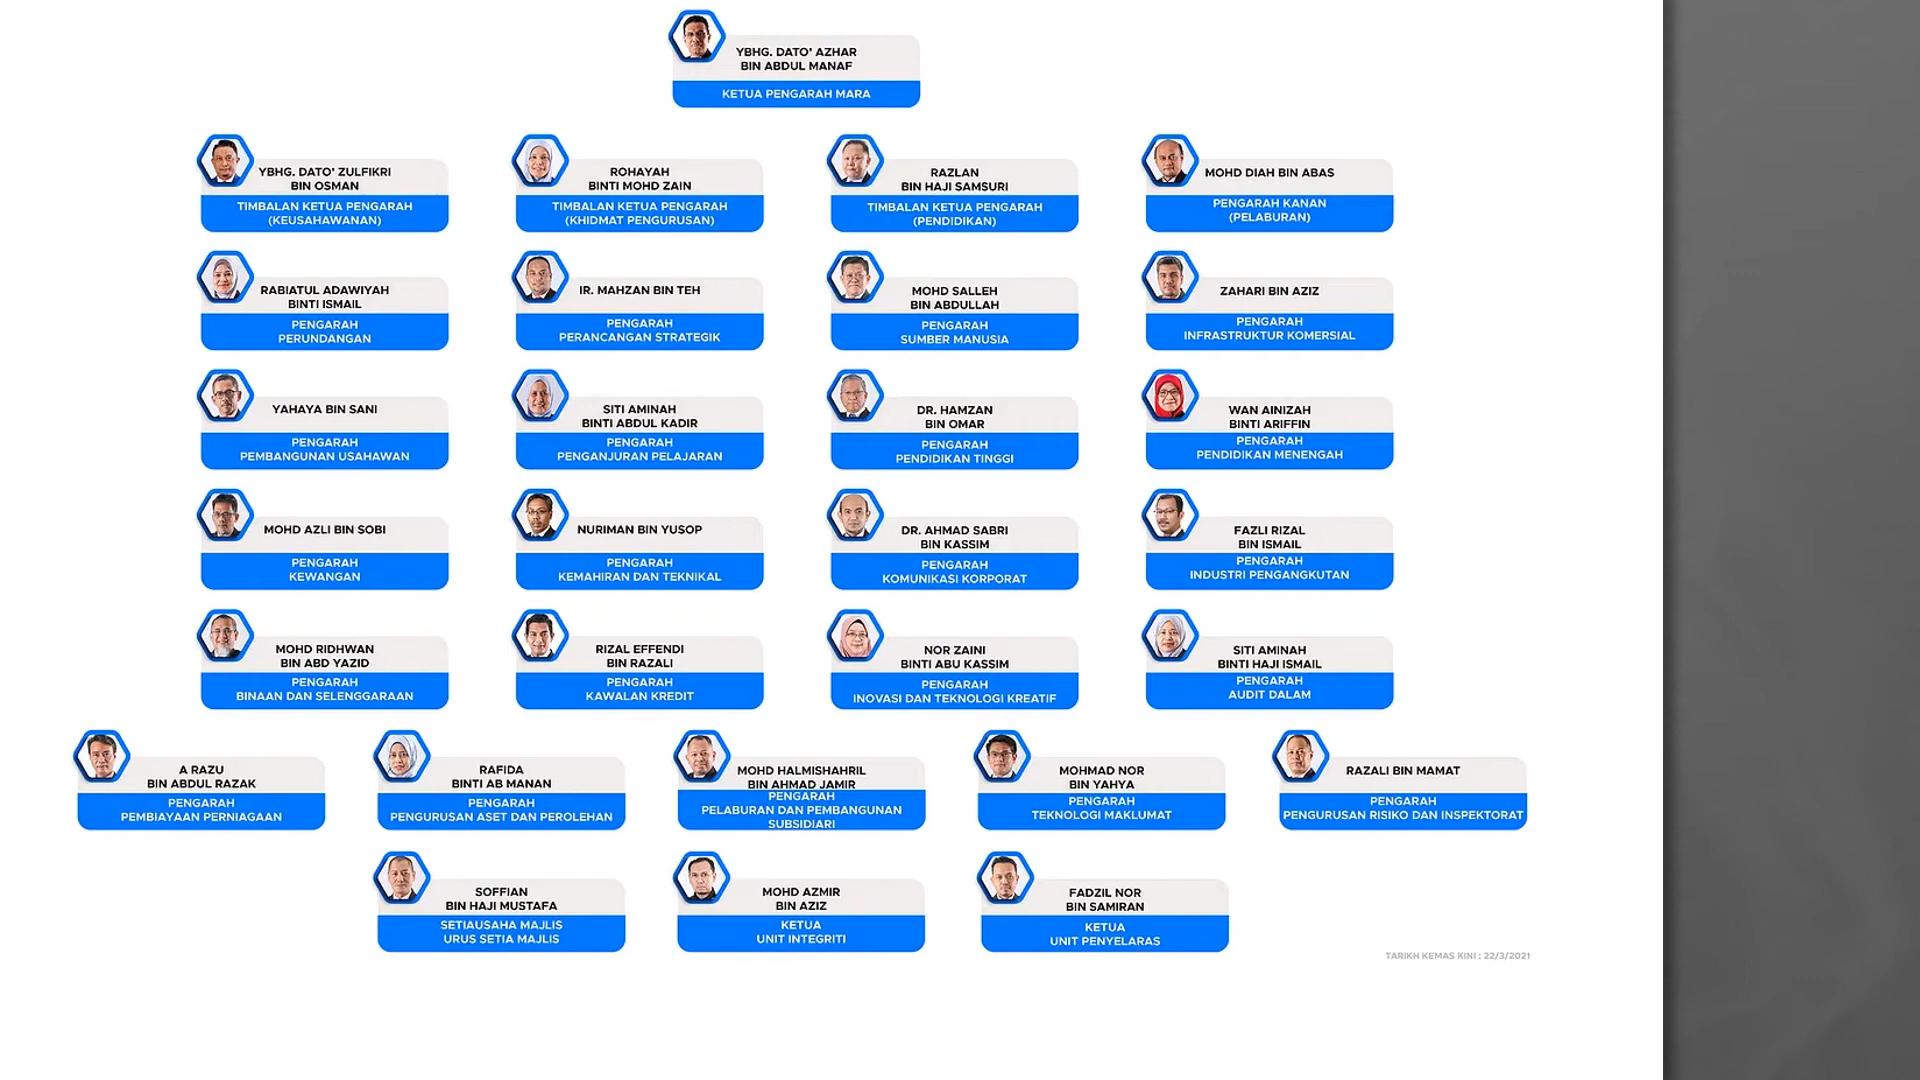 YBHG. DATO' AZHAR
BIN ABDUL MANAF
KETUA PENGARAH MARA
YBHG. DATO' ZULFIKRI
BIN OSMAN
TIMBALAN KETUA PENGARAH
(KEUSAHAWANAN)
ROHAYAH
BINTI MOHD ZAIN
TIMBALAN KETUA PENGARAH
(KHIDMAT PENGURUSAN)
RAZLAN
BIN HAJI SAMSURI
TIMBALAN KETUA PENGARAH
(PENDIDIKAN)
MOHD DIAH BIN ABAS
PENGARAH KANAN
(PELABURAN)
RABIATUL ADAWIYAH
BINTI ISMAIL
PENGARAH
PERUNDANGAN
IR. MAHZAN BIN TEH
PENGARAH
PERANCANGAN STRATEGIK
MOHD SALLEH
BIN ABDULLAH
PENGARAH
SUMBER MANUSIA
ZAHARI BIN AZIZ
PENGARAH
INFRASTRUKTUR KOMERSIAL
YAHAYA BIN SANI
PENGARAH
PEMBANGUNAN USAHAWAN
SITI AMINAH
BINTI ABDUL KADIR
PENGARAH
PENGANJURAN PELAJARAN
DR. HAMZAN
BIN OMAR
PENGARAH
PENDIDIKAN TINGGI
WAN AINIZAH
BINTI ARIFFIN
PENGARAH
PENDIDIKAN MENENGAH
MOHD AZLI BIN SOBI
PENGARAH
KEWANGAN
NURIMAN BIN YUSOP
PENGARAH
KEMAHIRAN DAN TEKNIKAL
DR. AHMAD SABRI
BIN KASSIM
PENGARAH
KOMUNIKASI KORPORAT
FAZLI RIZAL
BIN ISMAIL
PENGARAH
INDUSTRI PENGANGKUTAN
MOHD RIDHWAN
BIN ABD YAZID
PENGARAH
BINAAN DAN SELENGGARAAN
RIZAL EFFENDI
BIN RAZALI
PENGARAH
KAWALAN KREDIT
NOR ZAINI
BINTI ABU KASSIM
PENGARAH
INOVASI DAN TEKNOLOGI KREATIF
SITI AMINAH
BINTI HAJI ISMAIL
PENGARAH
AUDIT DALAM
A RAZU
BIN ABDUL RAZAK
PENGARAH
PEMBIAYAAN PERNIAGAAN
RAFIDA
BINTI AB MANAN
PENGARAH
PENGURUSAN ASET DAN PEROLEHAN
MOHD HALMISHAHRIL
BIN AHMAD JAMIR
PENGARAH
PELABURAN DAN PEMBANGUNAN
SUBSIDIARI
MOHMAD NOR
BIN YAHYA
PENGARAH
TEKNOLOGI MAKLUMAT
RAZALI BIN MAMAT
PENGARAH
PENGURUSAN RISIKO DAN INSPEKTORAT
SOFFIAN
BIN HAJI MUSTAFA
SETIAUSAHA MAJLIS
URUS SETIA MAJLIS
MOHD AZMIR
BIN AZIZ
KETUA
UNIT INTEGRITI
FADZIL NOR
BIN SAMIRAN
KETUA
UNIT PENYELARAS
TARIKH KEMAS KINI : 22/3/2021